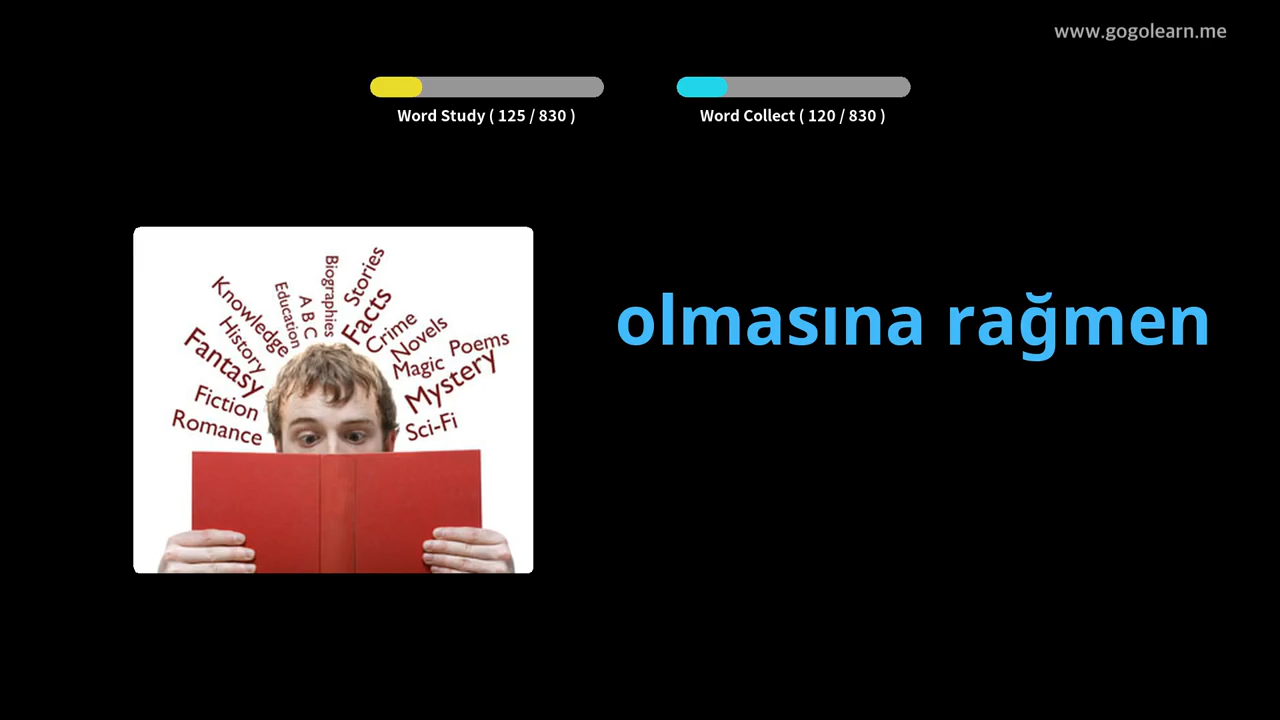 www.gogolearn.me
Word Study ( 125 / 830 )
Word Collect ( 120 / 830 )
Biographies
Stories
Education
A B C
Facts
Knowledge
Crime
History
Novels
Fantasy
Magic
Poems
Mystery
Fiction
Romance
Sci-Fi
olmasına rağmen